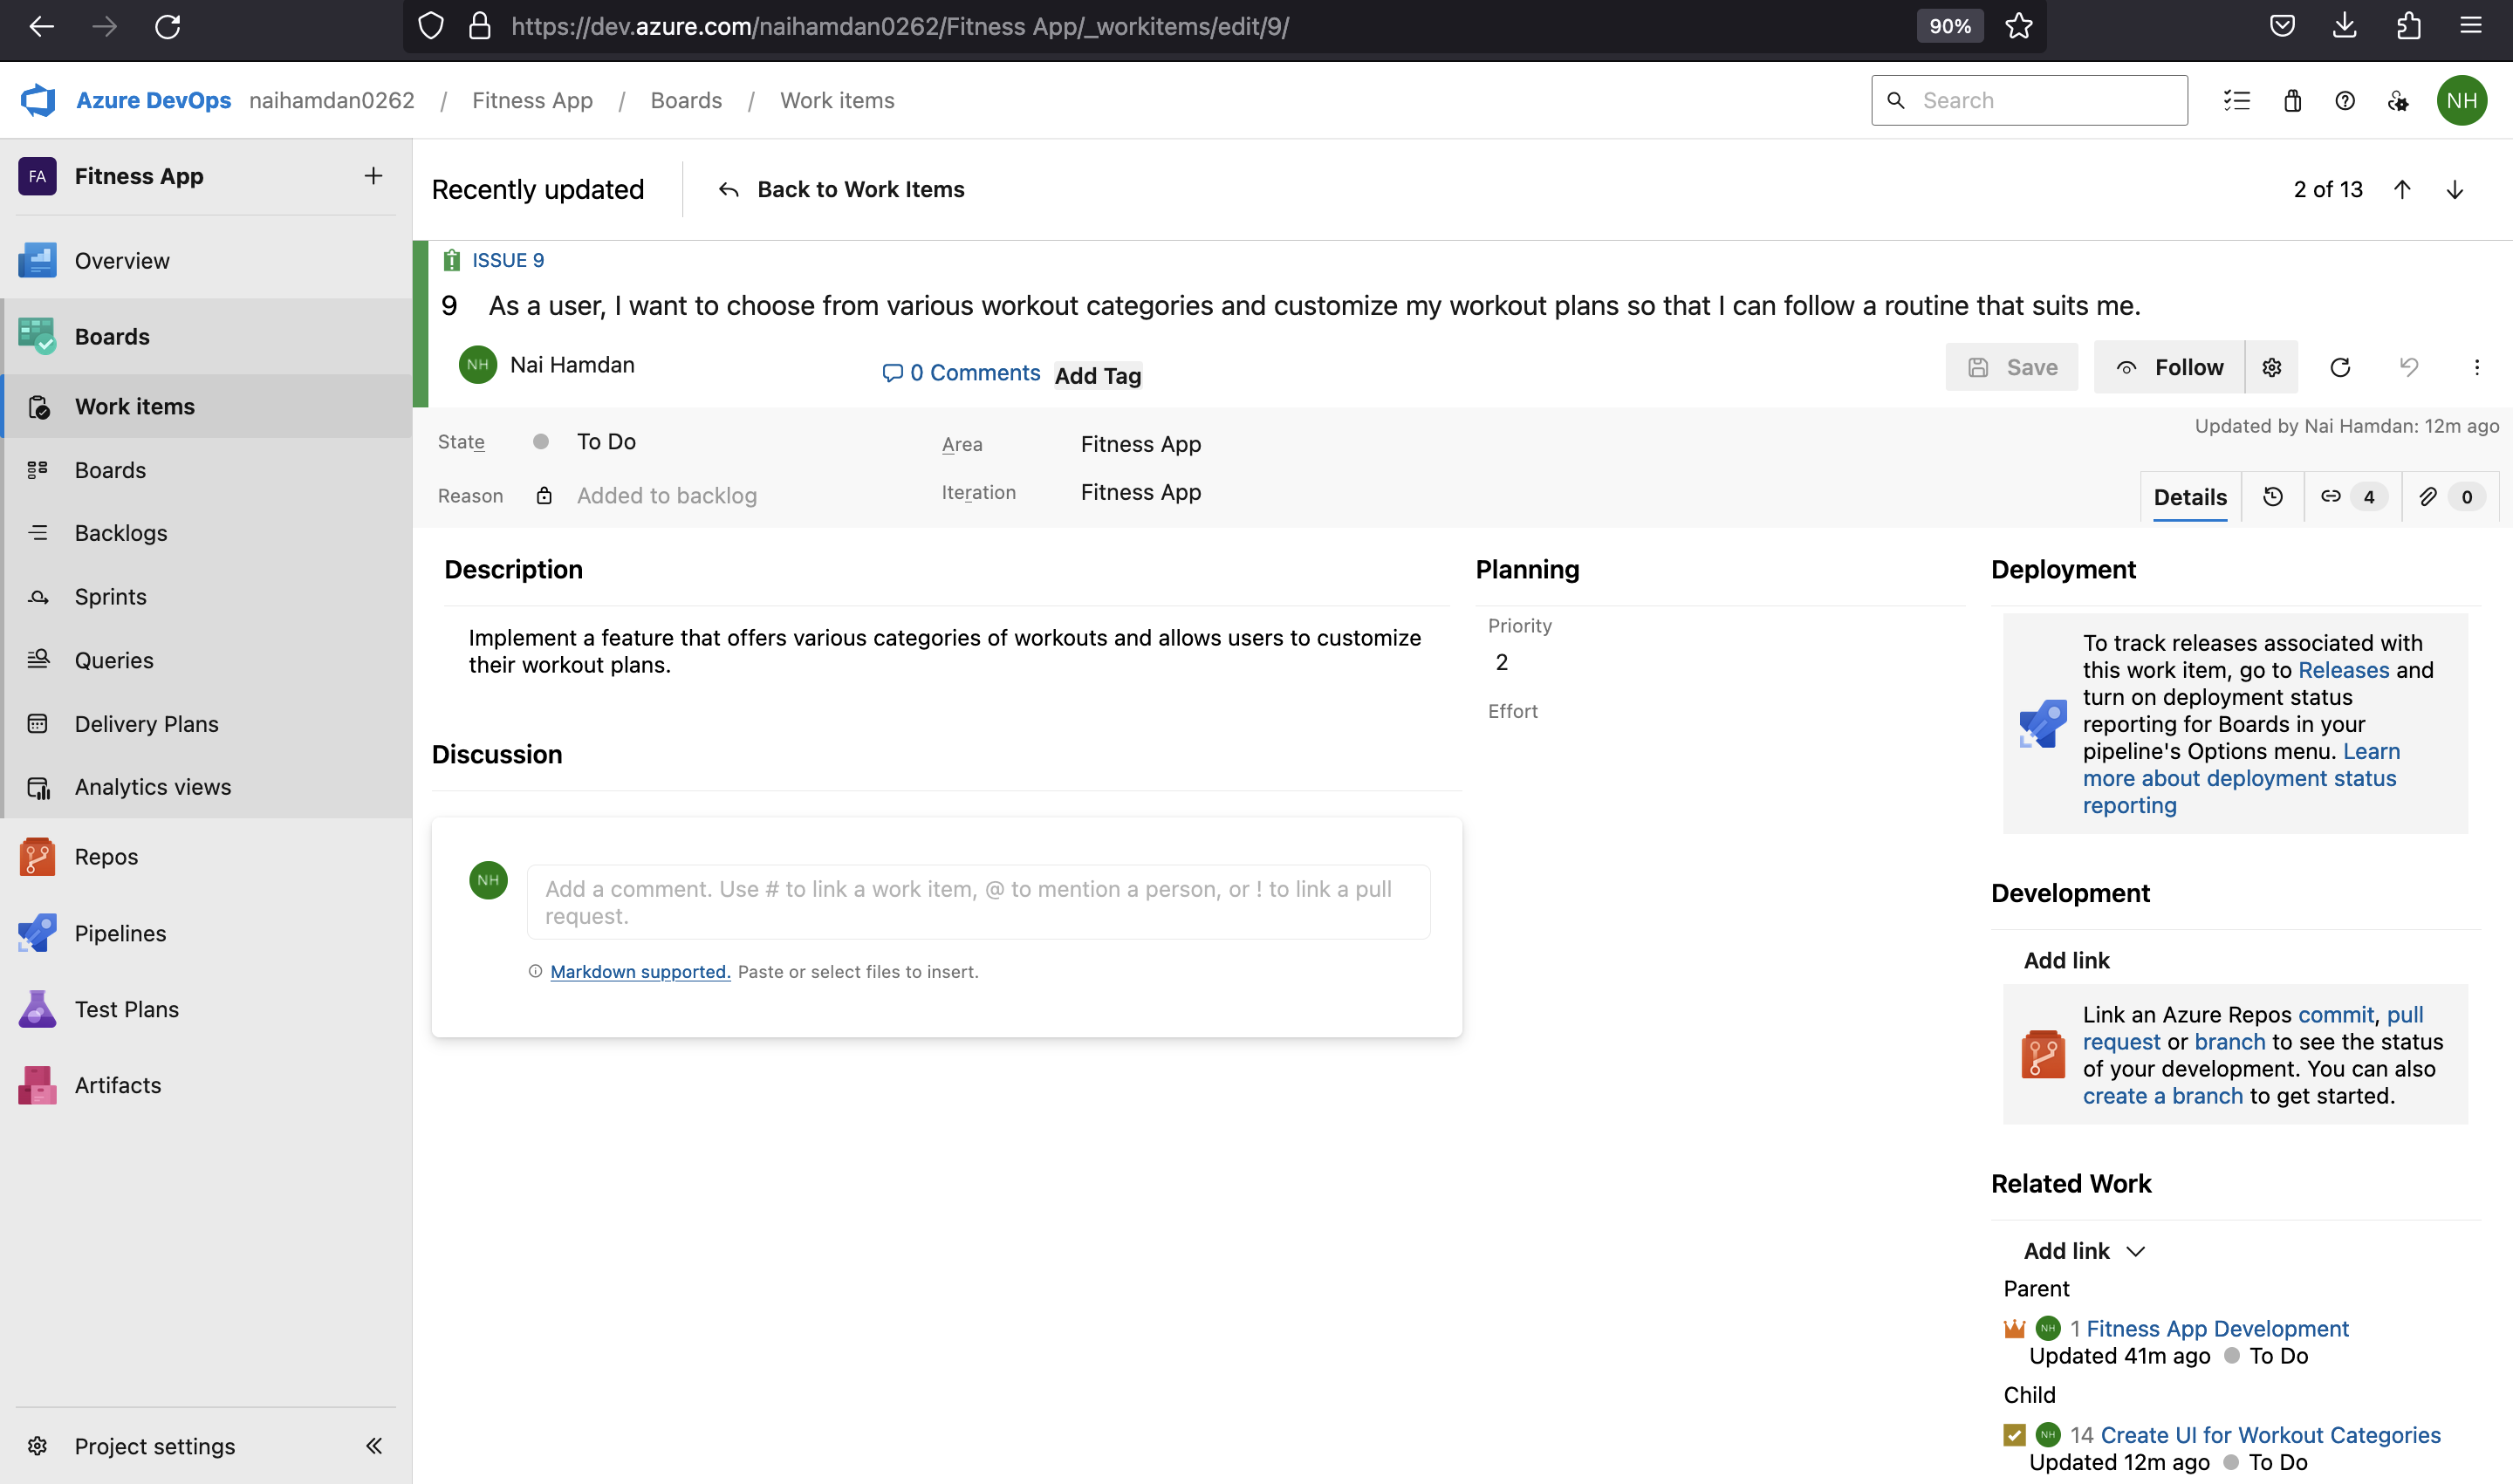 https://dev.azure.com/naihamdan0262/Fitness App/_workitems/edit/9/
90%
Azure DevOps naihamdan0262 / Fitness App / Boards / Work items
Search
NH
FA Fitness App
Overview
Boards
Work items
Boards
Backlogs
Sprints
Queries
Delivery Plans
Analytics views
Repos
Pipelines
Test Plans
Artifacts
Project settings
Recently updated
Back to Work Items
2 of 13
ISSUE 9
9 As a user, I want to choose from various workout categories and customize my workout plans so that I can follow a routine that suits me.
NH Nai Hamdan
0 Comments
Add Tag
Save
Follow
State To Do
Area Fitness App
Updated by Nai Hamdan: 12m ago
Reason Added to backlog
Iteration Fitness App
Details
4
0
Description
Implement a feature that offers various categories of workouts and allows users to customize
their workout plans.
Discussion
NH
Add a comment. Use # to link a work item, @ to mention a person, or ! to link a pull
request.
Markdown supported. Paste or select files to insert.
Planning
Priority
2
Effort
Deployment
To track releases associated with
this work item, go to Releases and
turn on deployment status
reporting for Boards in your
pipeline's Options menu. Learn
more about deployment status
reporting
Development
Add link
Link an Azure Repos commit, pull
request or branch to see the status
of your development. You can also
create a branch to get started.
Related Work
Add link
Parent
NH 1 Fitness App Development
Updated 41m ago To Do
Child
NH 14 Create UI for Workout Categories
Updated 12m ago To Do